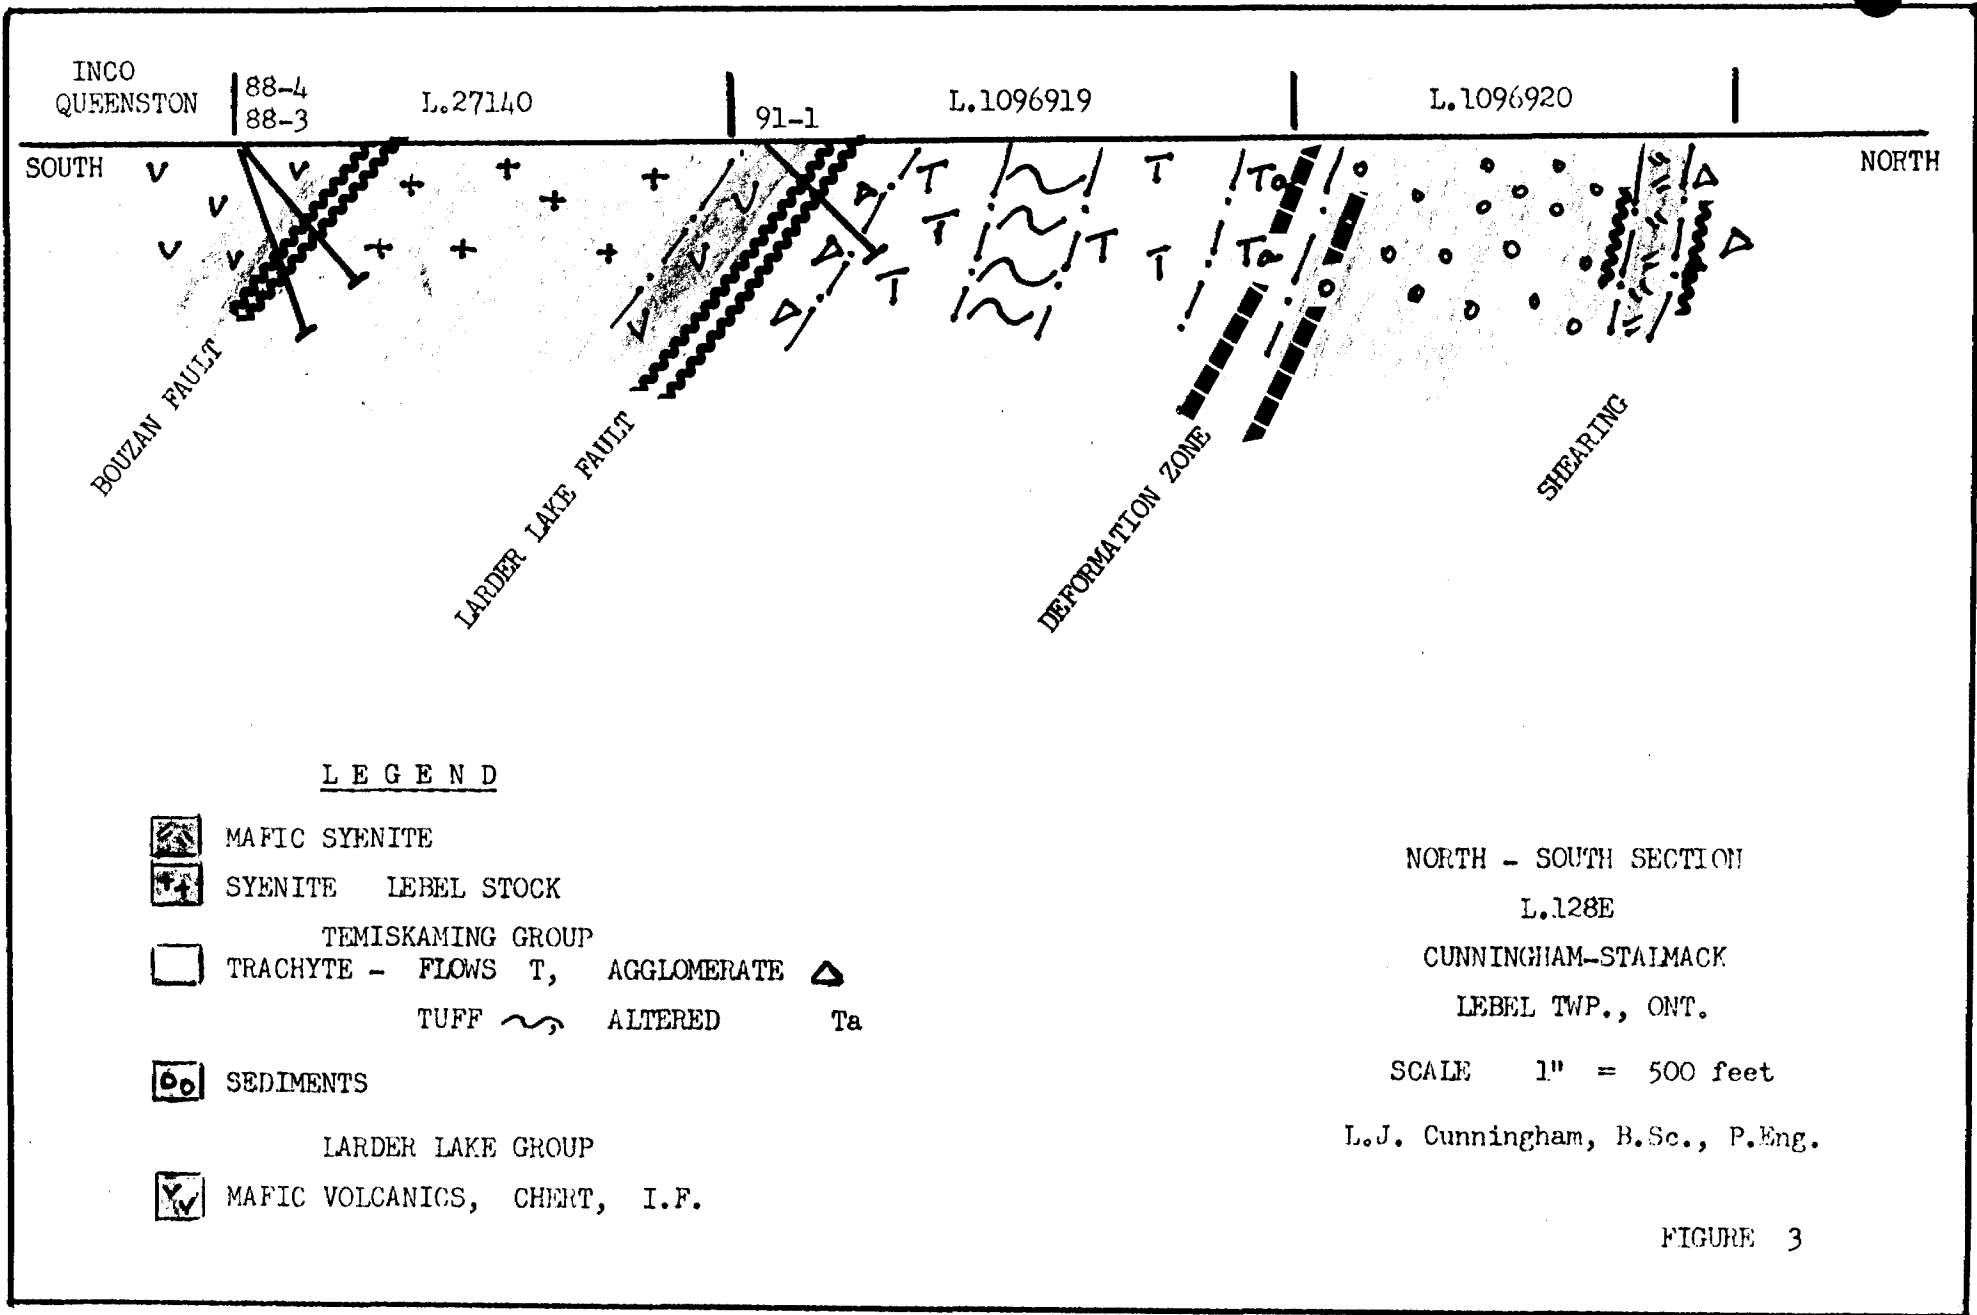 INCO
QUEENSTON
88-4
88-3
L.27140
91-1
L.1096919
L.1096920
SOUTH
NORTH
V V V V V
+ + + + + + +
V V V
T T T T T T T
Ta
Ta
BOUZAN FAULT
LARDER LAKE FAULT
DEFORMATION ZONE
SHEARING
LEGEND
MAFIC SYENITE
SYENITE LEBEL STOCK
TEMISKAMING GROUP
TRACHYTE - FLOWS T, AGGLOMERATE
TUFF , ALTERED Ta
SEDIMENTS
LARDER LAKE GROUP
MAFIC VOLCANICS, CHERT, I.F.
NORTH - SOUTH SECTION
L.128E
CUNNINGHAM-STALMACK
LEBEL TWP., ONT.
SCALE 1" = 500 feet
L.J. Cunningham, B.Sc., P.Eng.
FIGURE 3